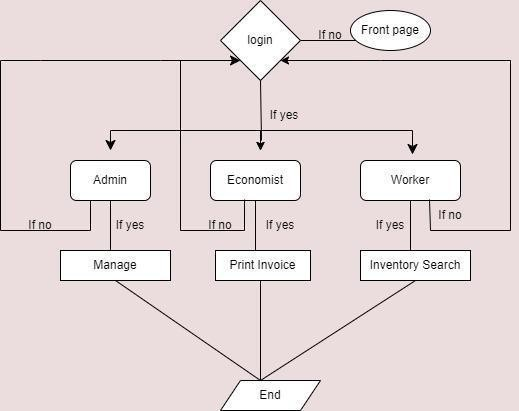 login
If no
Front page
If yes
Admin
Economist
Worker
If no
If yes
If no
If yes
If yes
If no
Manage
Print Invoice
Inventory Search
End